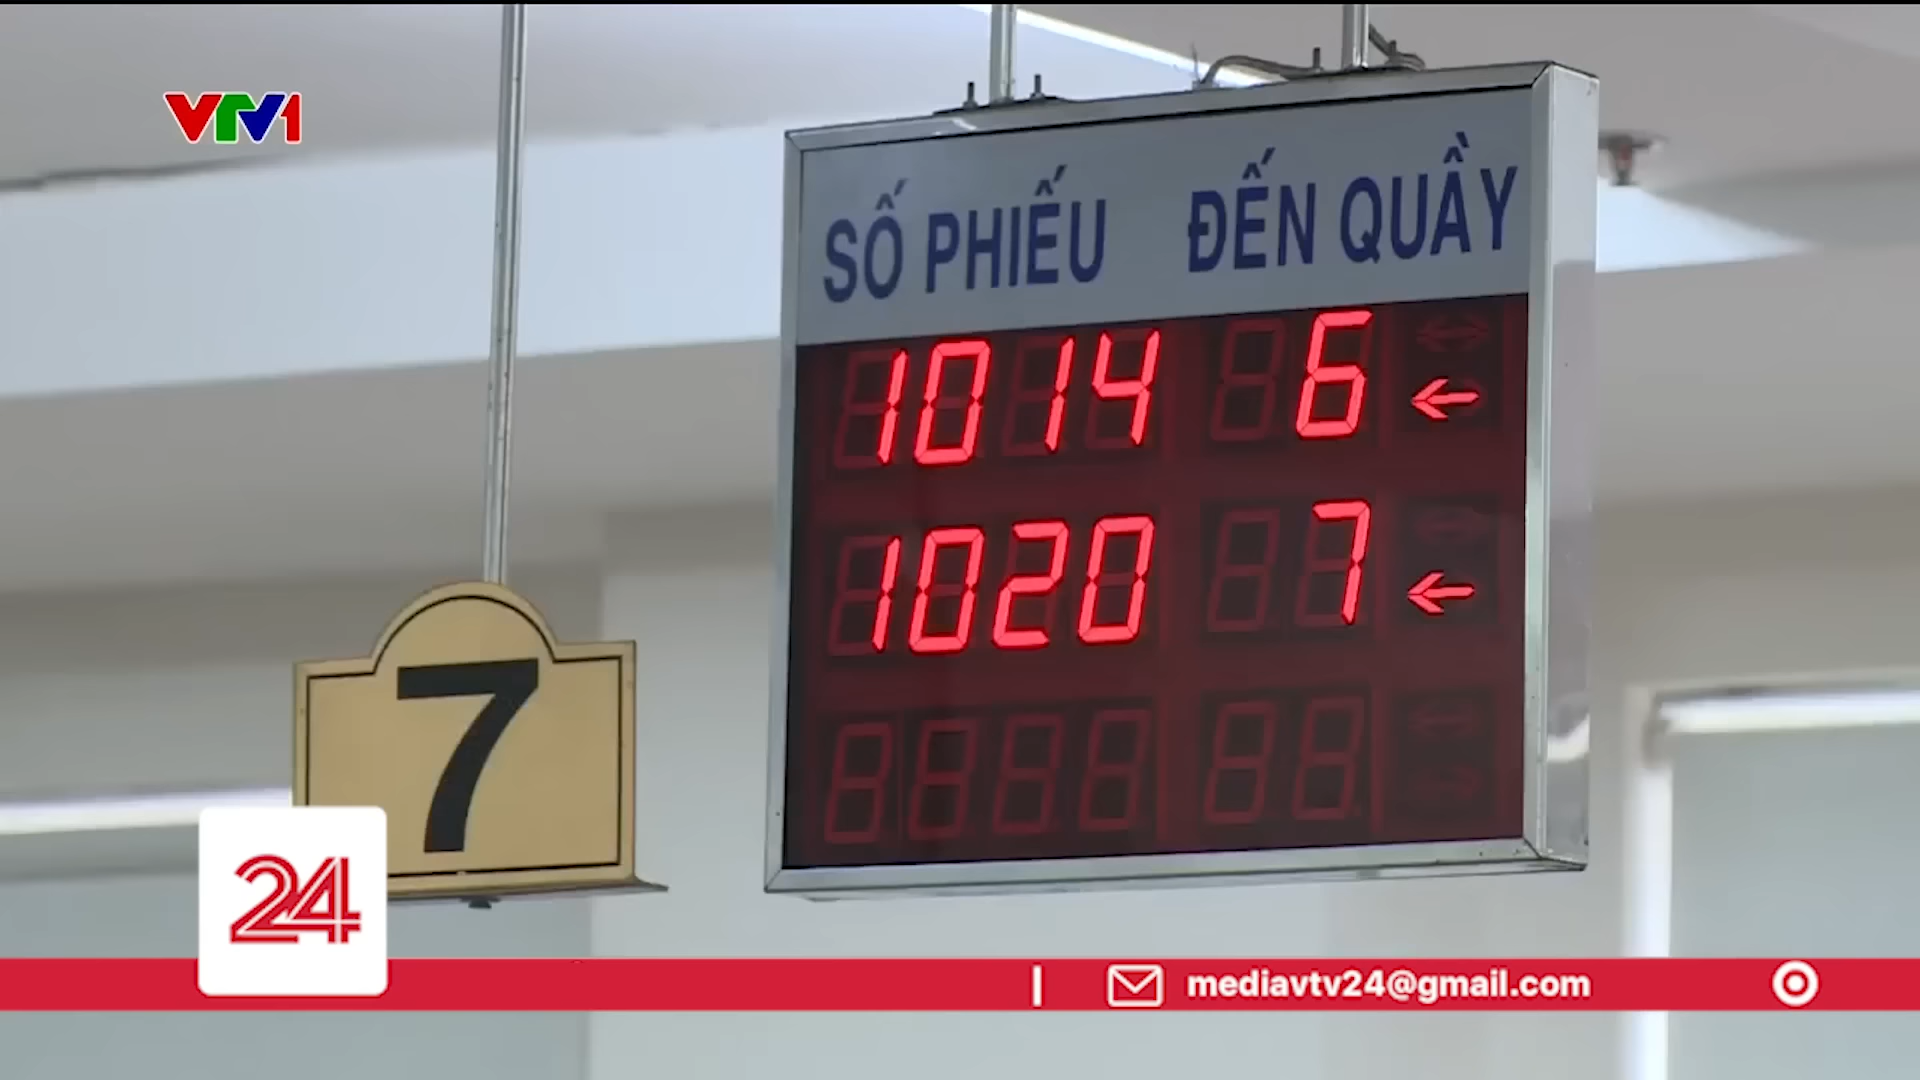 VTV1
SỐ PHIẾU ĐẾN QUẦY
1014 6 ←
1020 7 ←
7
24
mediavtv24@gmail.com